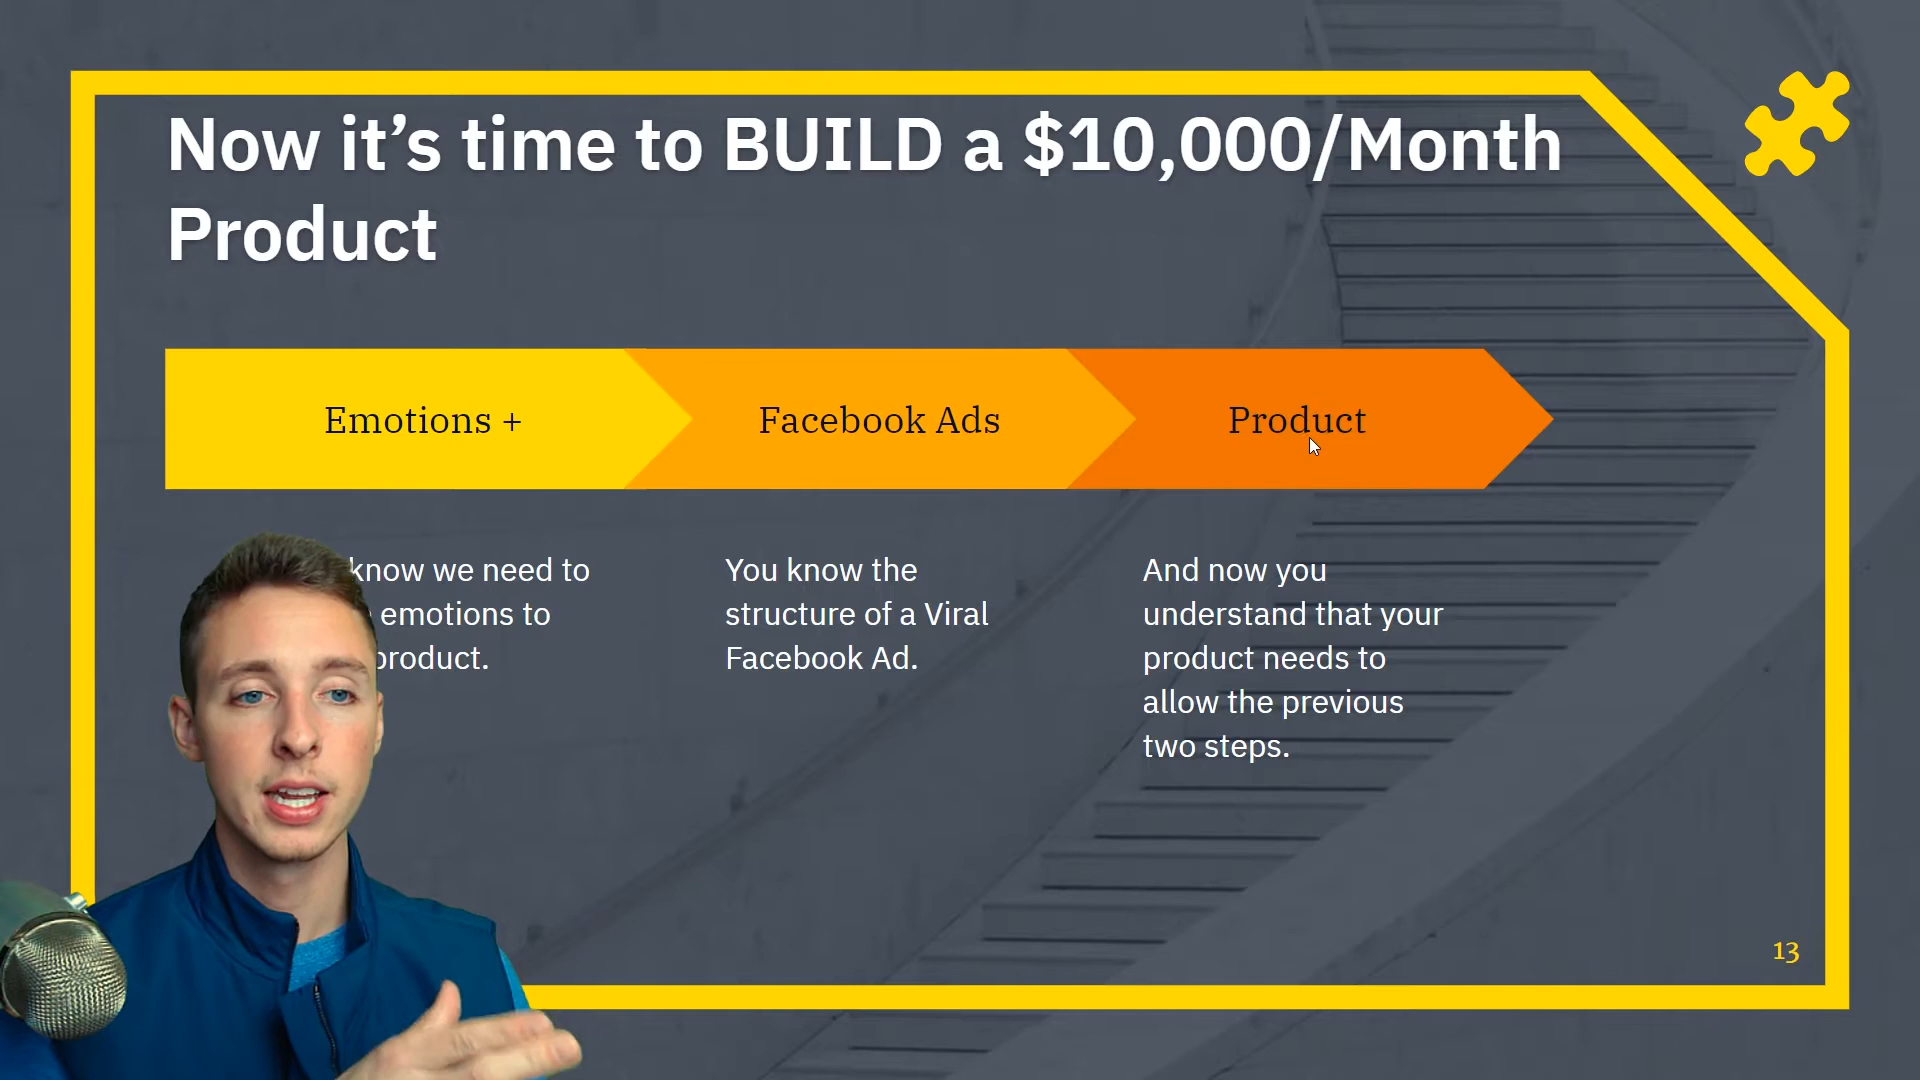 Now it’s time to BUILD a $10,000/Month
Product
Emotions +
Facebook Ads
Product
know we need to
emotions to
product.
You know the
structure of a Viral
Facebook Ad.
And now you
understand that your
product needs to
allow the previous
two steps.
13